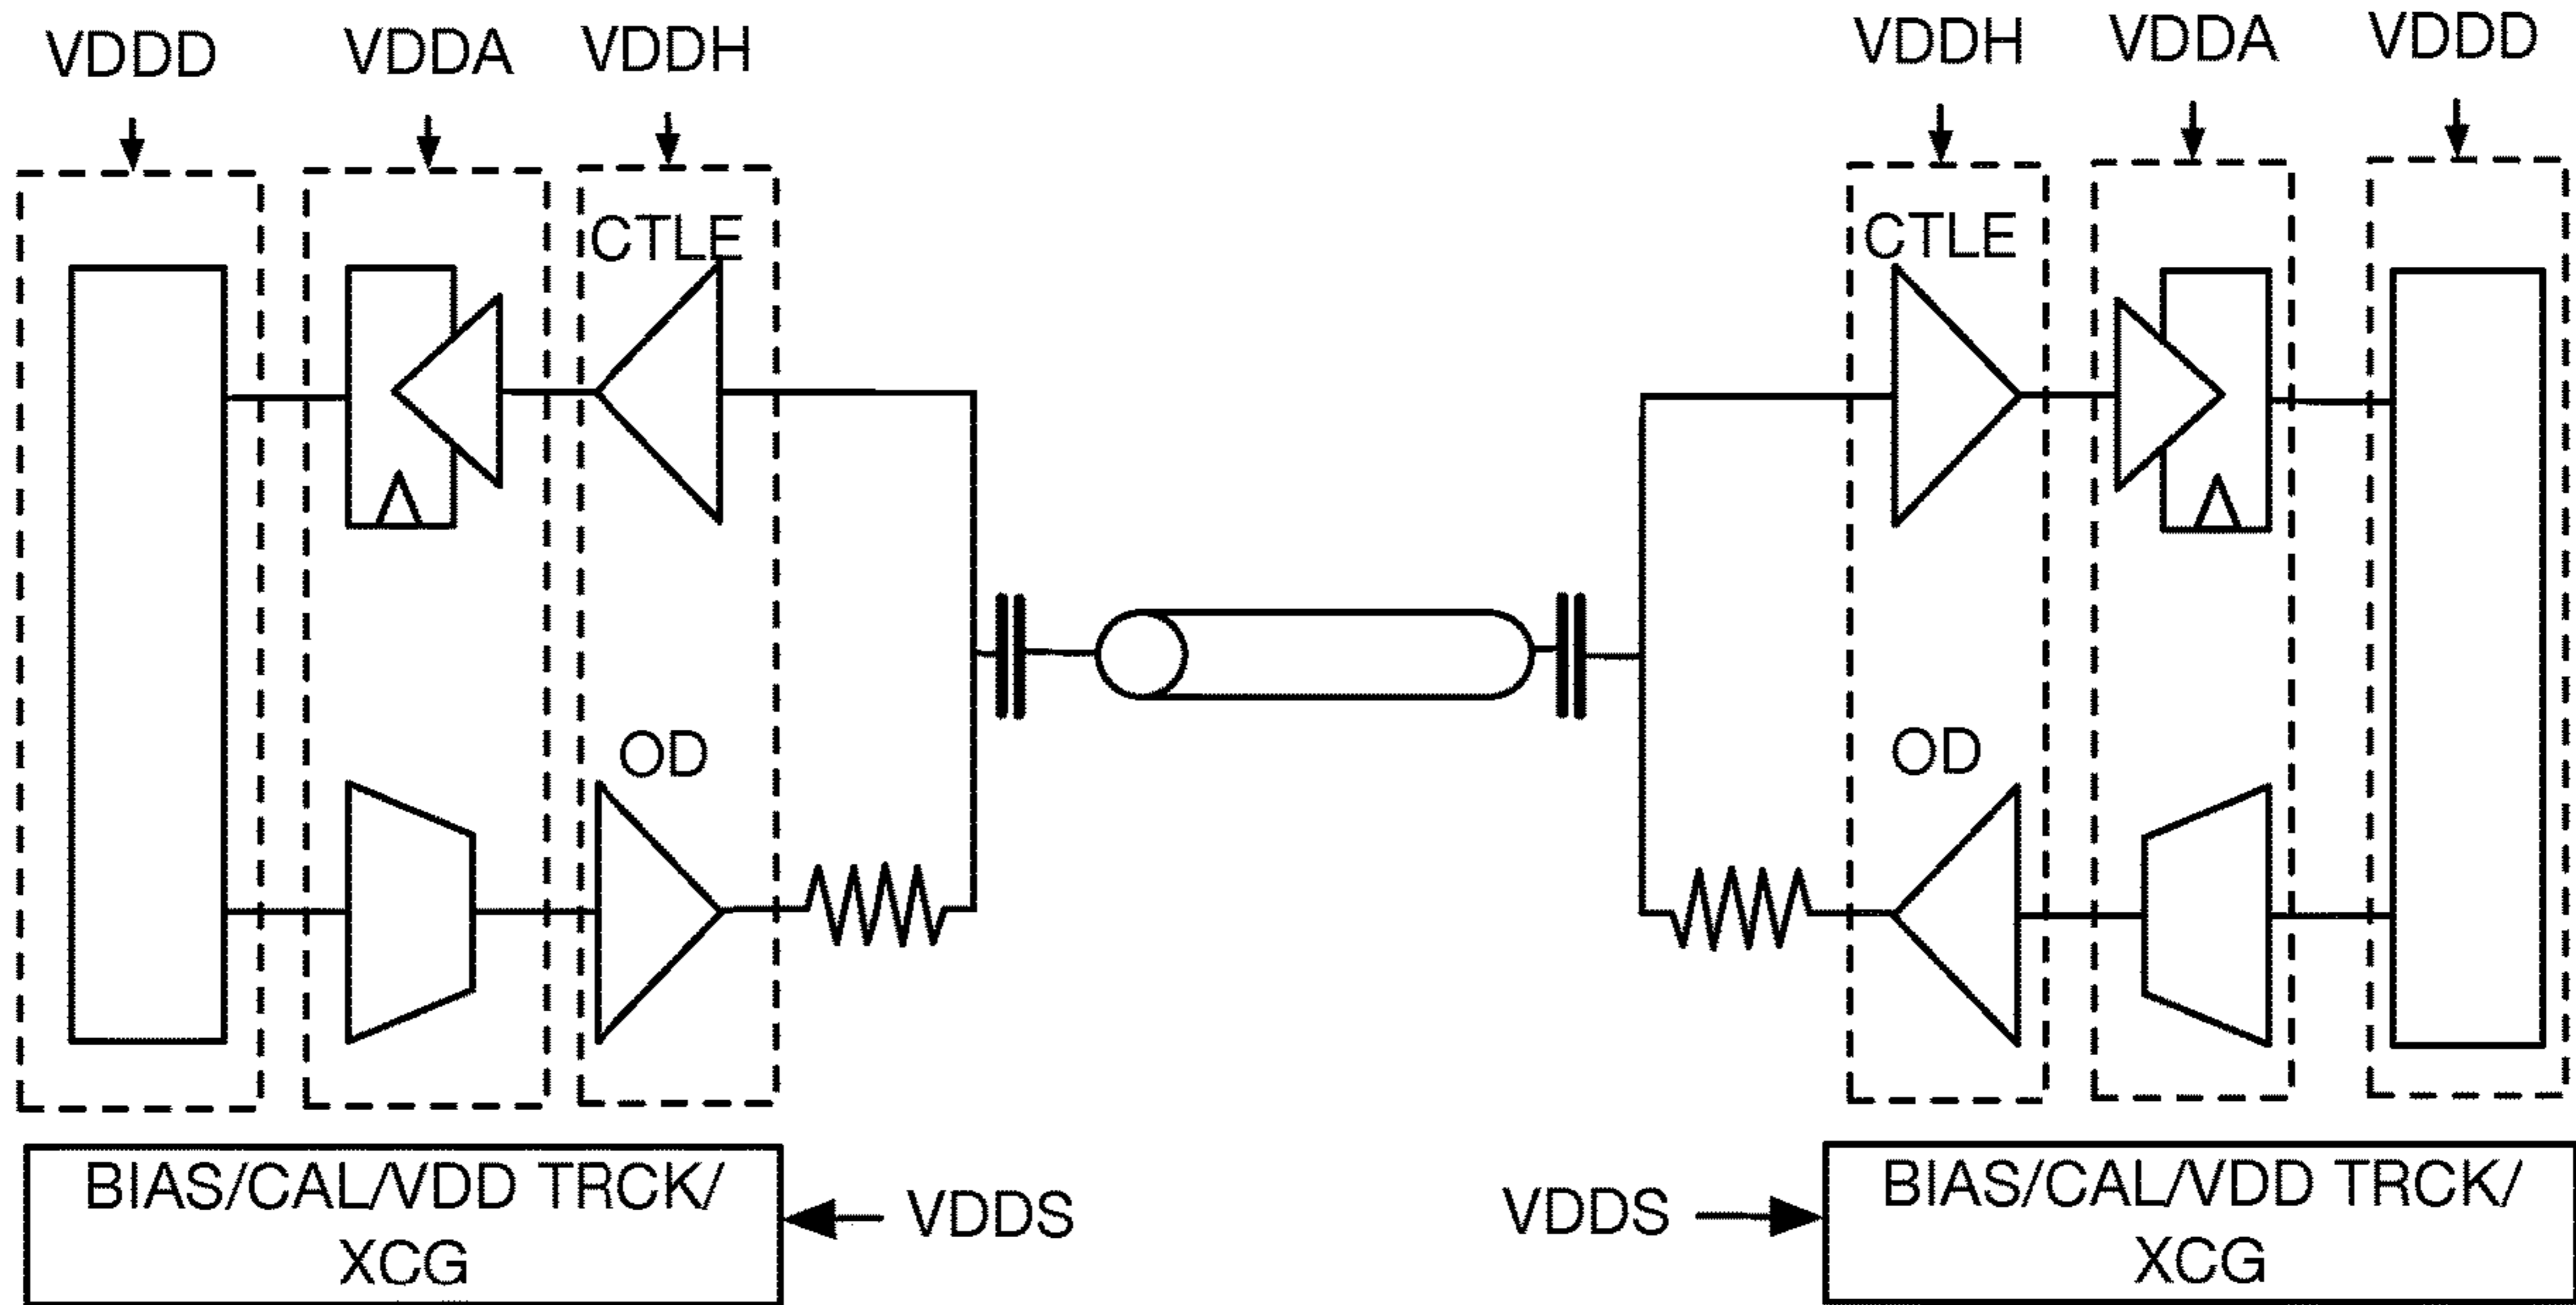 VDDD VDDA VDDH VDDH VDDA VDDD
CTLE CTLE
OD OD
BIAS/CAL/VDD TRCK/
XCG
VDDS
VDDS
BIAS/CAL/VDD TRCK/
XCG